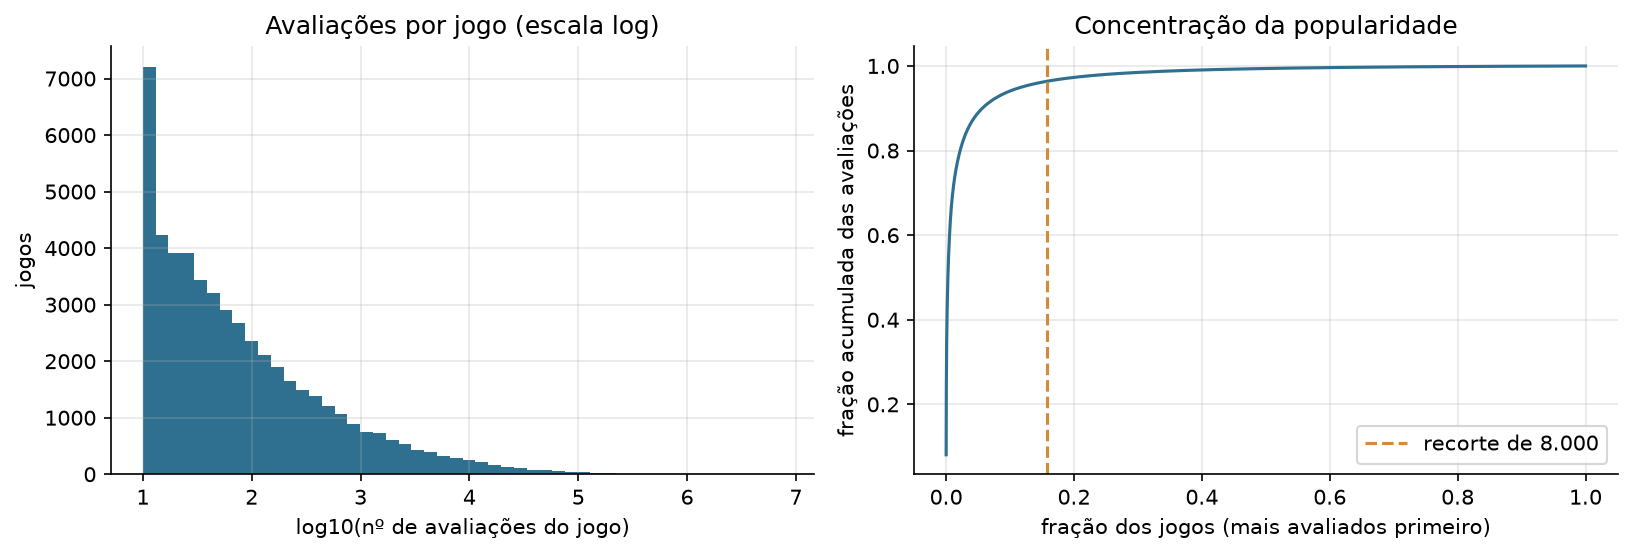 Avaliações por jogo (escala log)
7000
6000
5000
4000
3000
2000
1000
0
jogos
1 2 3 4 5 6 7
log10(nº de avaliações do jogo)
Concentração da popularidade
1.0
0.8
0.6
0.4
0.2
fração acumulada das avaliações
recorte de 8.000
0.0 0.2 0.4 0.6 0.8 1.0
fração dos jogos (mais avaliados primeiro)